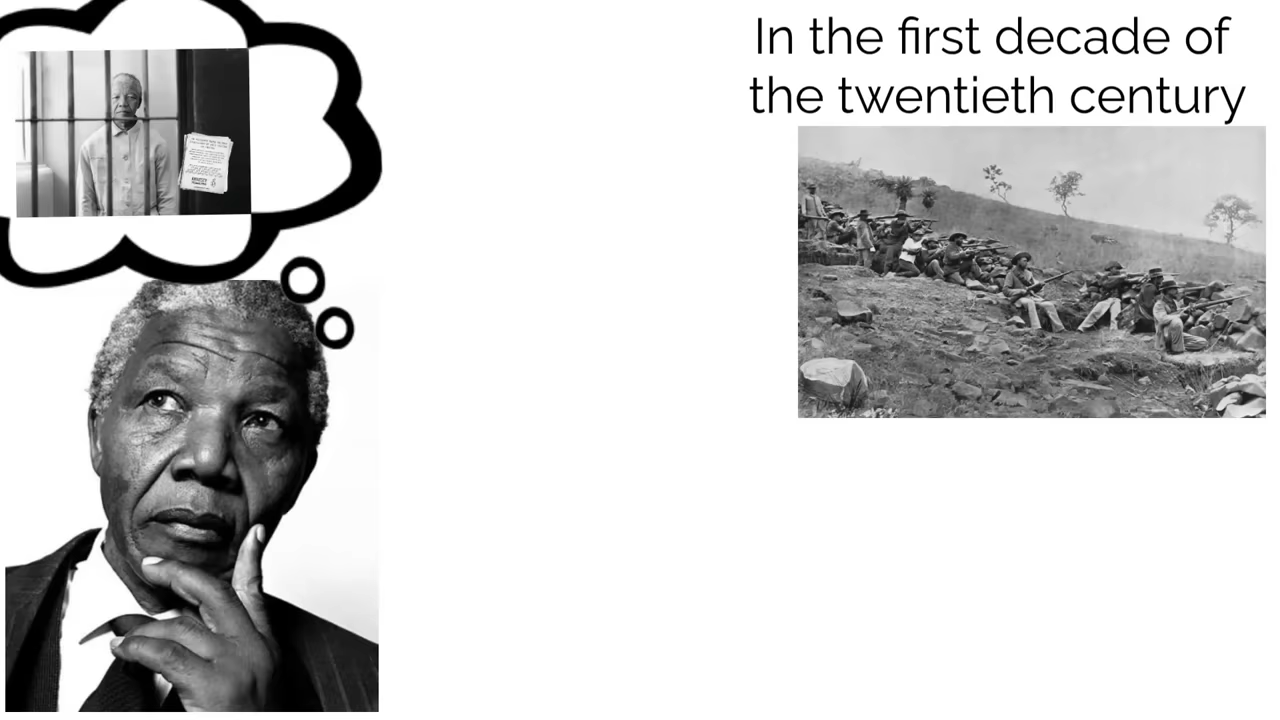 In the first decade of
the twentieth century